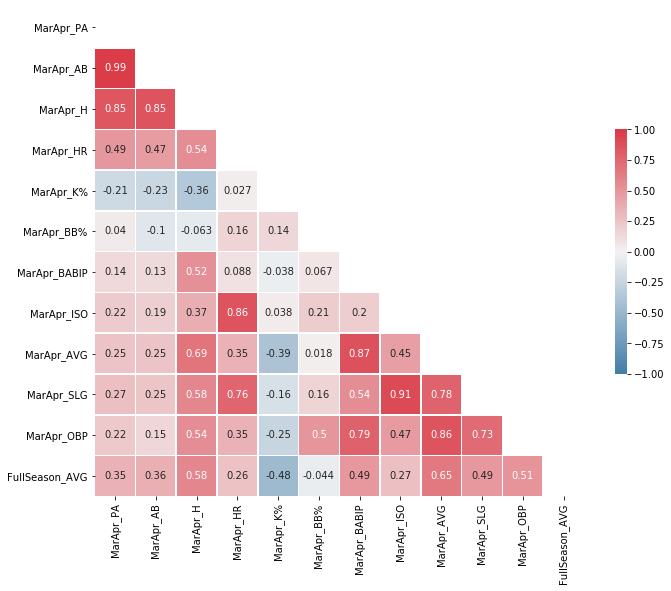 MarApr_PA
MarApr_AB 0.99
MarApr_H 0.85 0.85
MarApr_HR 0.49 0.47 0.54
MarApr_K% -0.21 -0.23 -0.36 0.027
MarApr_BB% 0.04 -0.1 -0.063 0.16 0.14
MarApr_BABIP 0.14 0.13 0.52 0.088 -0.038 0.067
MarApr_ISO 0.22 0.19 0.37 0.86 0.038 0.21 0.2
MarApr_AVG 0.25 0.25 0.69 0.35 -0.39 0.018 0.87 0.45
MarApr_SLG 0.27 0.25 0.58 0.76 -0.16 0.16 0.54 0.91 0.78
MarApr_OBP 0.22 0.15 0.54 0.35 -0.25 0.5 0.79 0.47 0.86 0.73
FullSeason_AVG 0.35 0.36 0.58 0.26 -0.48 -0.044 0.49 0.27 0.65 0.49 0.51
MarApr_PA
MarApr_AB
MarApr_H
MarApr_HR
MarApr_K%
MarApr_BB%
MarApr_BABIP
MarApr_ISO
MarApr_AVG
MarApr_SLG
MarApr_OBP
FullSeason_AVG
1.00
0.75
0.50
0.25
0.00
−0.25
−0.50
−0.75
−1.00